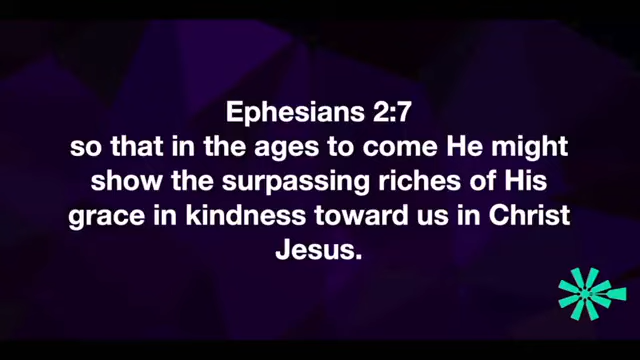 Ephesians 2:7
so that in the ages to come He might
show the surpassing riches of His
grace in kindness toward us in Christ
Jesus.